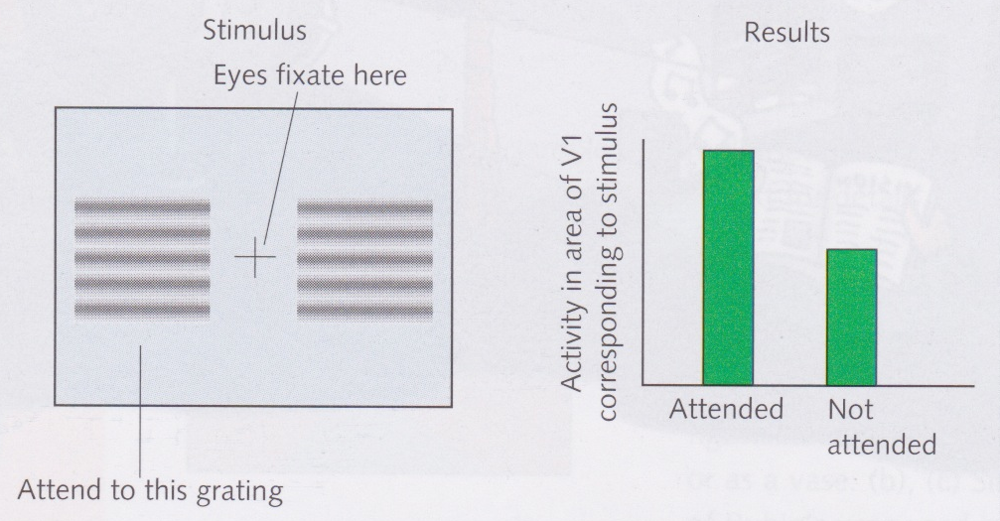 Stimulus
Eyes fixate here
Attend to this grating
Results
Activity in area of V1
corresponding to stimulus
Attended
Not
attended